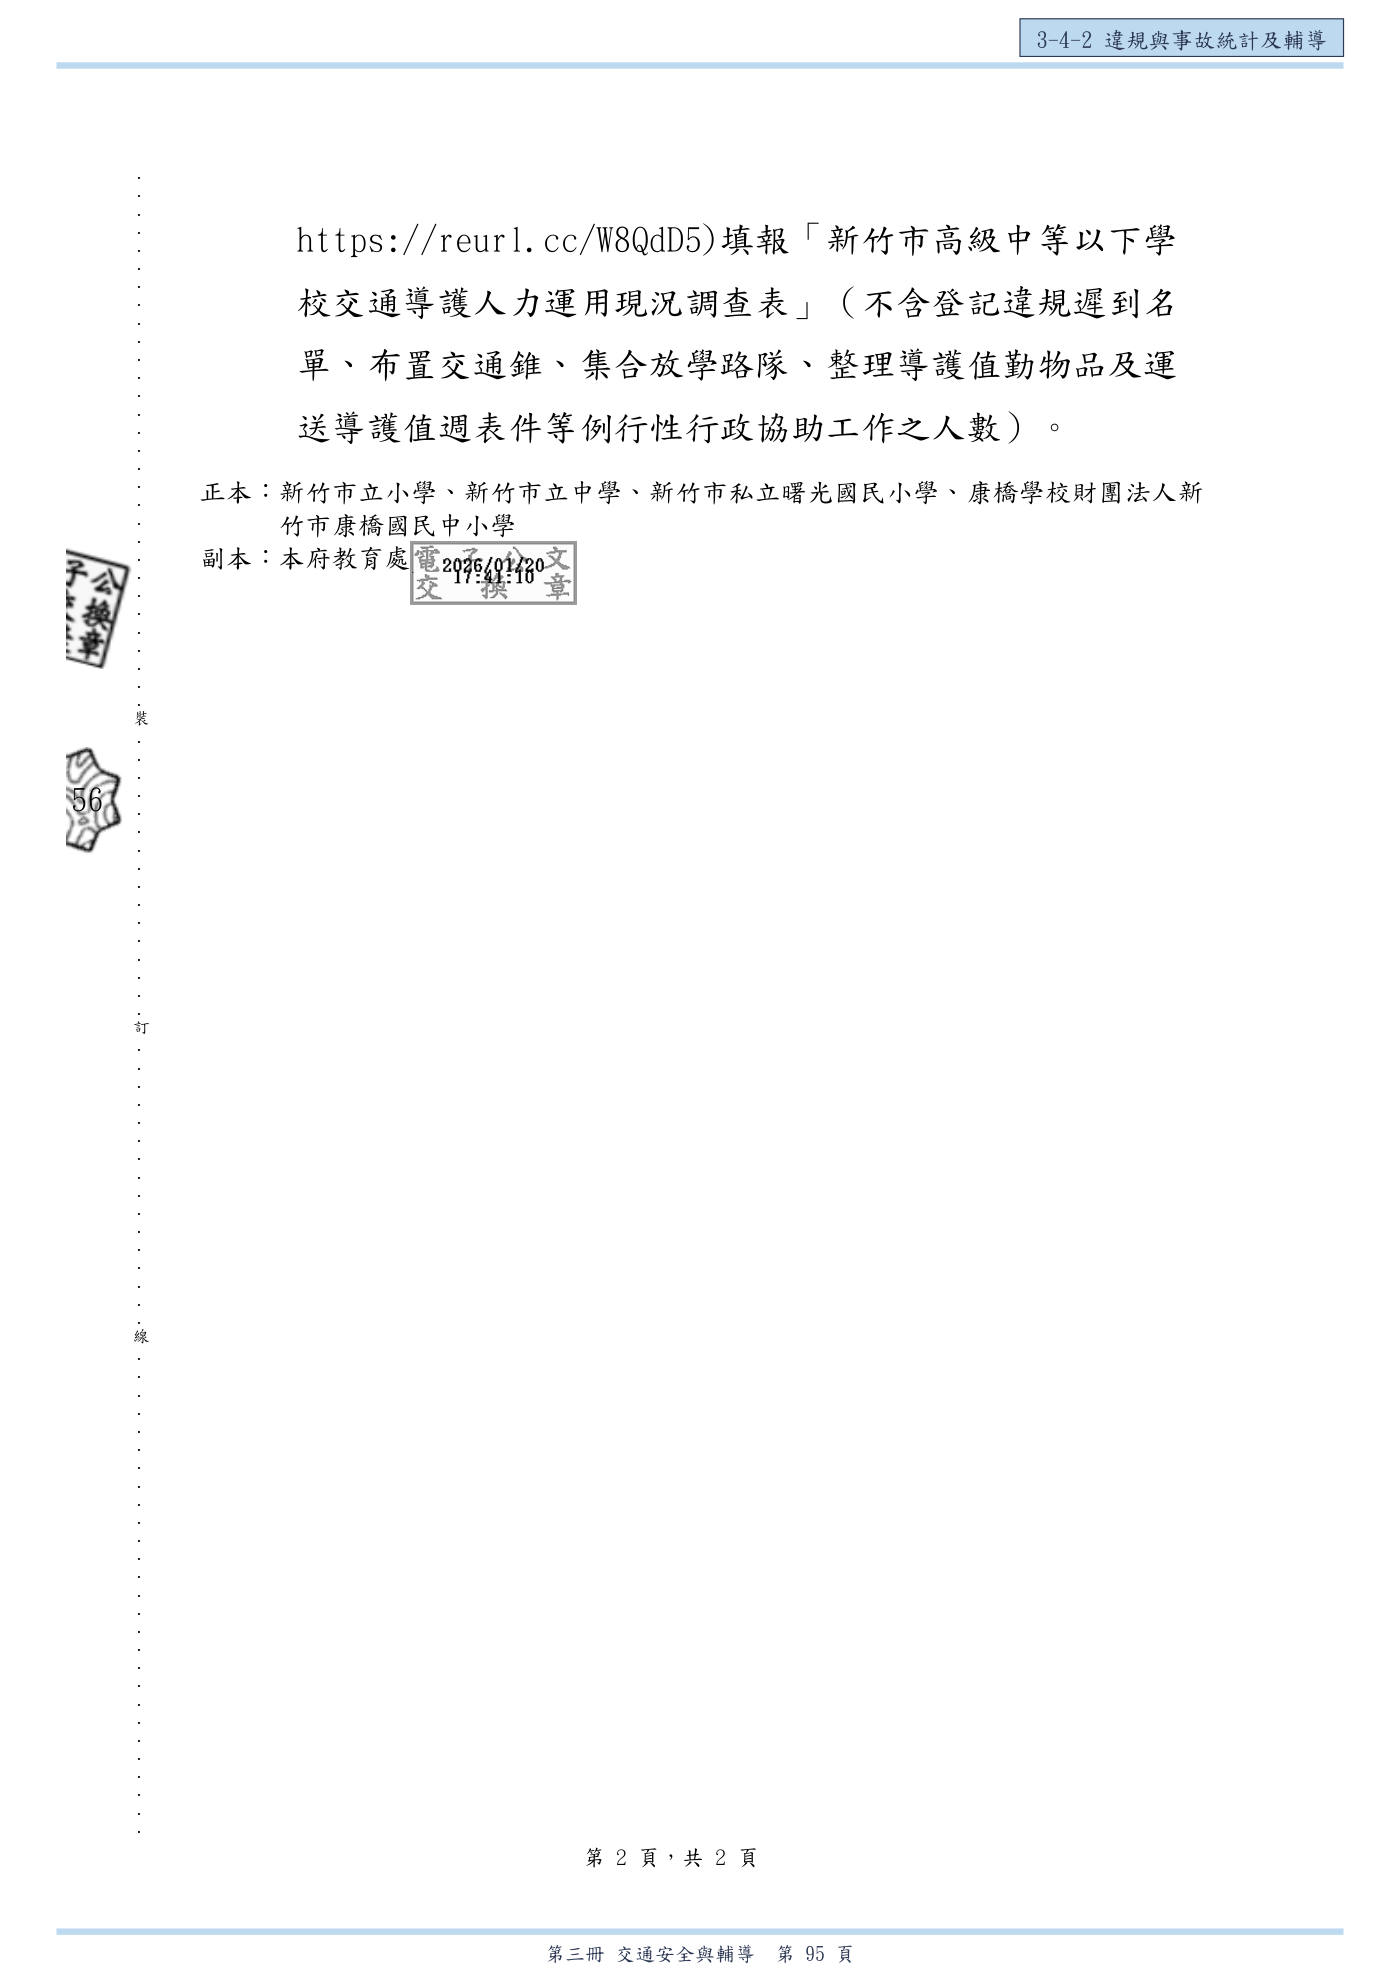 3-4-2 違規與事故統計及輔導
https://reurl.cc/W8QdD5)填報「新竹市高級中等以下學
校交通導護人力運用現況調查表」（不含登記違規遲到名
單、布置交通錐、集合放學路隊、整理導護值勤物品及運
送導護值週表件等例行性行政協助工作之人數）。
正本：新竹市立小學、新竹市立中學、新竹市私立曙光國民小學、康橋學校財團法人新
竹市康橋國民中小學
副本：本府教育處
電子公文
2026/01/20
17:41:10
交換章
子公
換
章
裝
56
訂
線
第 2 頁，共 2 頁
第三冊 交通安全與輔導　第 95 頁